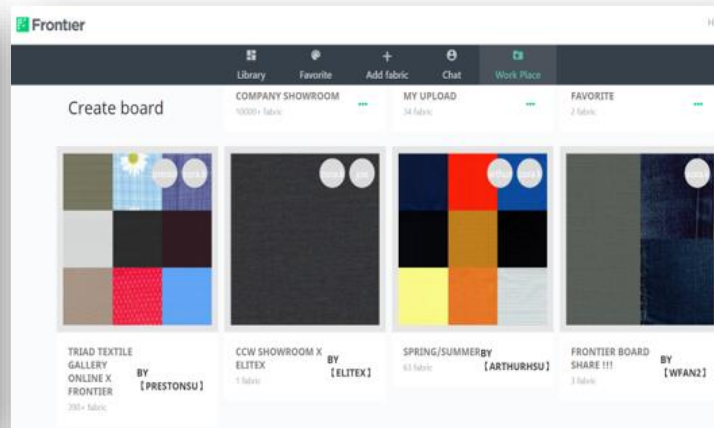 Frontier
Library
Favorite
Add fabric
Chat
Work Place
Create board
COMPANY SHOWROOM
10000+ fabric
MY UPLOAD
34 fabric
FAVORITE
2 fabric
TRIAD TEXTILE
GALLERY
ONLINE X
FRONTIER
BY
【PRESTONSU】
390+ fabric
CCW SHOWROOM X
ELITEX
BY
【ELITEX】
1 fabric
SPRING/SUMMER
BY
【ARTHURHSU】
63 fabric
FRONTIER BOARD
SHARE !!!
BY
【WFAN2】
3 fabric